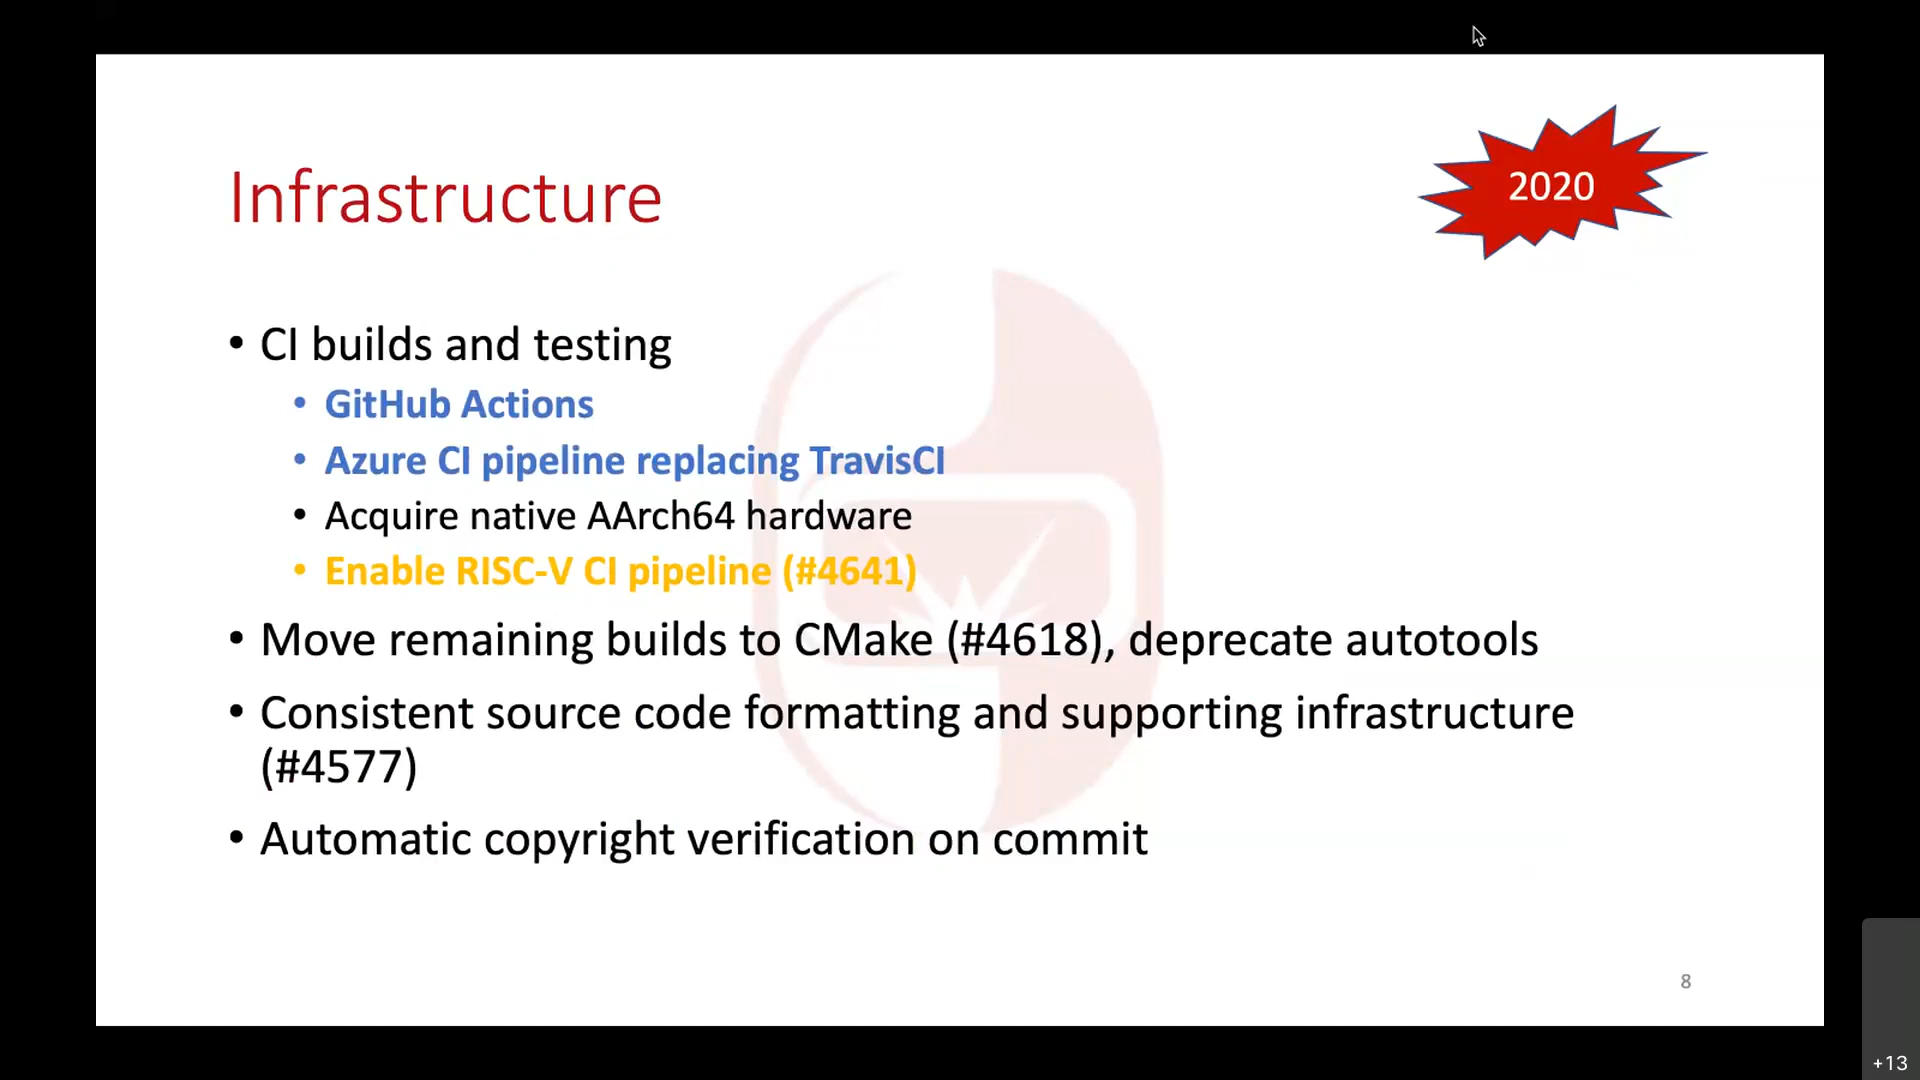 2020
Infrastructure
• CI builds and testing
• GitHub Actions
• Azure CI pipeline replacing TravisCI
• Acquire native AArch64 hardware
• Enable RISC-V CI pipeline (#4641)
• Move remaining builds to CMake (#4618), deprecate autotools
• Consistent source code formatting and supporting infrastructure
(#4577)
• Automatic copyright verification on commit
8
+13